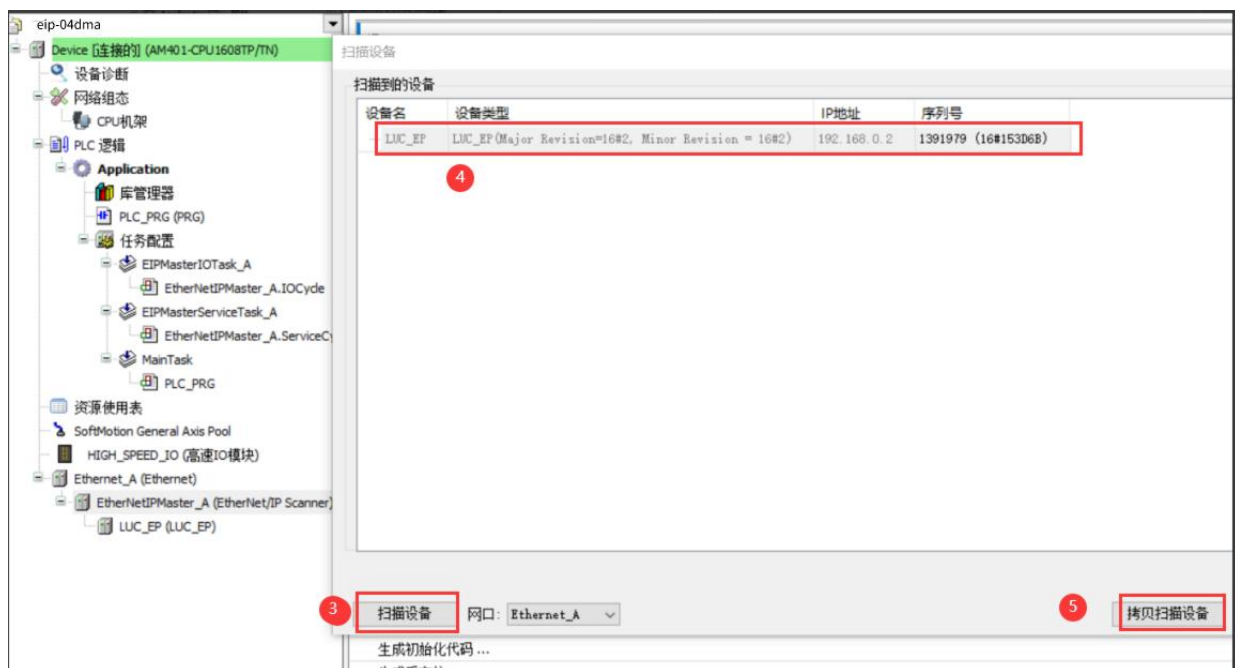 eip-04dma
Device [连接的] (AM401-CPU1608TP/TN)
设备诊断
网络组态
CPU机架
PLC 逻辑
Application
库管理器
PLC_PRG (PRG)
任务配置
EIPMasterIOTask_A
EtherNetIPMaster_A.IOCycle
EIPMasterServiceTask_A
EtherNetIPMaster_A.ServiceCy
MainTask
PLC_PRG
资源使用表
SoftMotion General Axis Pool
HIGH_SPEED_IO (高速IO模块)
Ethernet_A (Ethernet)
EtherNetIPMaster_A (EtherNet/IP Scanner)
LUC_EP (LUC_EP)
扫描设备
扫描到的设备
设备名 设备类型 IP地址 序列号
LUC_EP LUC_EP(Major Revision=16#2, Minor Revision = 16#2) 192.168.0.2 1391979 (16#153D6B)
4
3 扫描设备 网口: Ethernet_A 5 拷贝扫描设备
生成初始化代码 ...